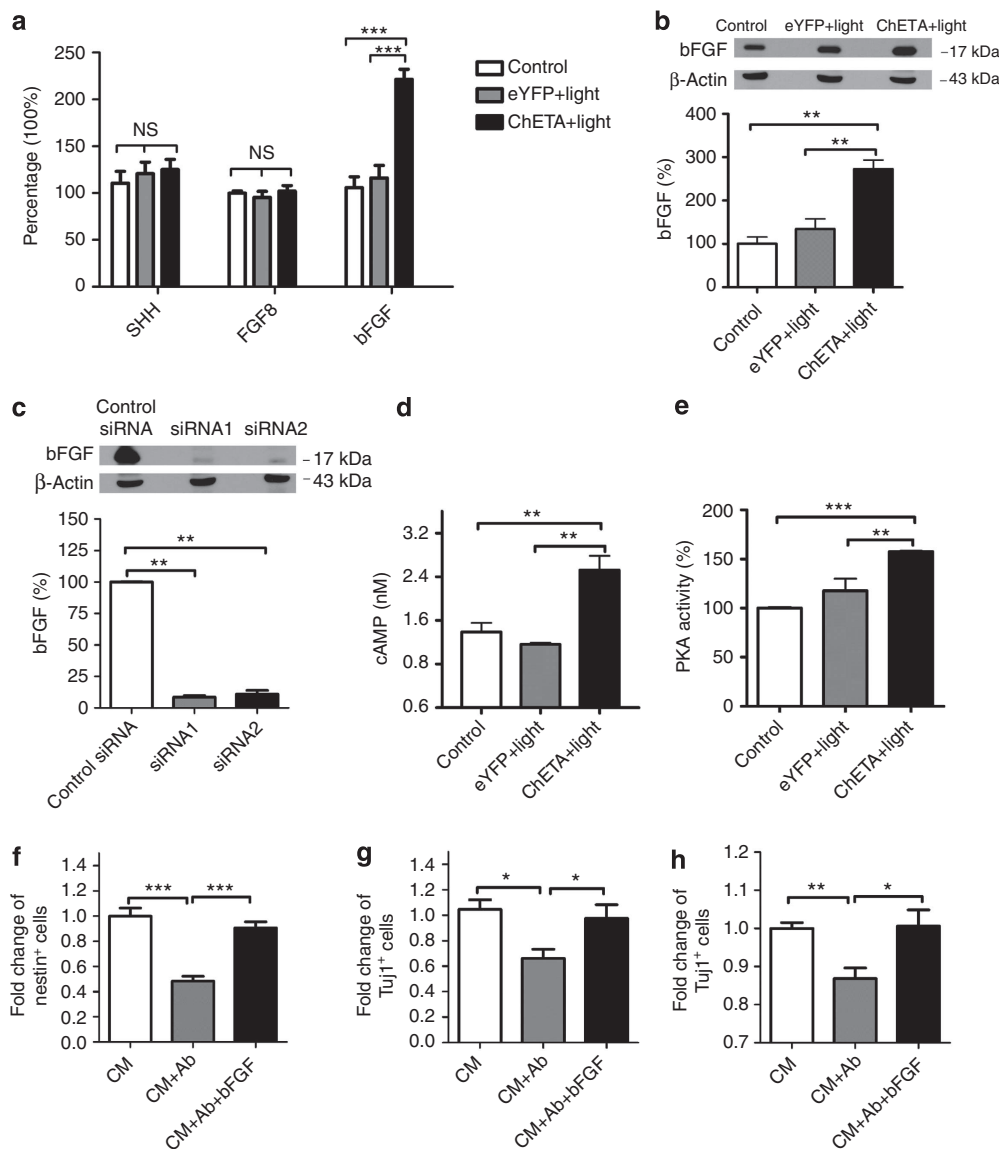 a
Percentage (100%)
250
200
150
100
50
0
NS
NS
***
***
SHH
FGF8
bFGF
Control
eYFP+light
ChETA+light
b
Control eYFP+light ChETA+light
bFGF
-17 kDa
β-Actin
-43 kDa
bFGF (%)
400
300
200
100
0
**
**
Control
eYFP+light
ChETA+light
c
Control
siRNA siRNA1 siRNA2
bFGF
-17 kDa
β-Actin
-43 kDa
bFGF (%)
150
125
100
75
50
25
0
**
**
Control siRNA
siRNA1
siRNA2
d
cAMP (nM)
3.2
2.4
1.6
0.8
0.6
**
**
Control
eYFP+light
ChETA+light
e
PKA activity (%)
200
150
100
50
0
***
**
Control
eYFP+light
ChETA+light
f
Fold change of
nestin⁺ cells
1.4
1.2
1.0
0.8
0.6
0.4
0.2
0.0
***
***
CM
CM+Ab
CM+Ab+bFGF
g
Fold change of
Tuj1⁺ cells
1.4
1.2
1.0
0.8
0.6
0.4
0.2
0.0
*
*
CM
CM+Ab
CM+Ab+bFGF
h
Fold change of
Tuj1⁺ cells
1.2
1.1
1.0
0.9
0.8
0.7
**
*
CM
CM+Ab
CM+Ab+bFGF